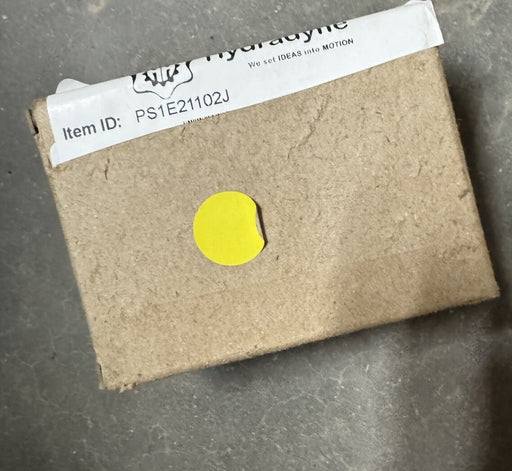 Hydradyne
We set IDEAS into MOTION
Item ID: PS1E21102J